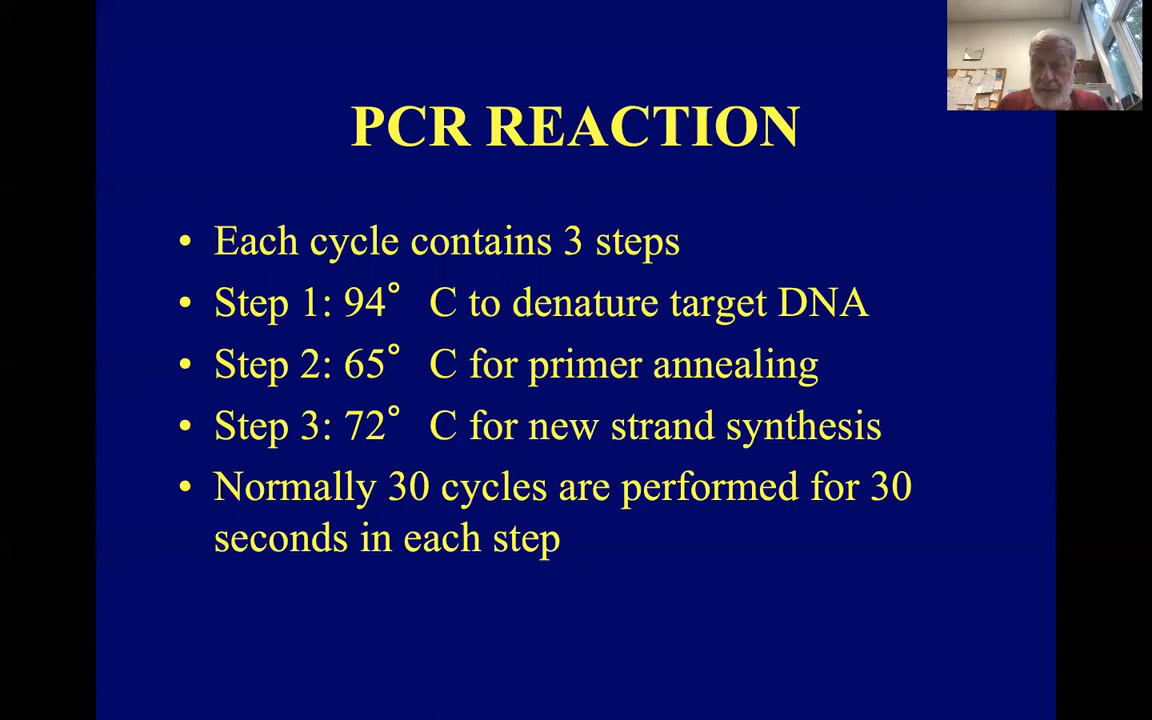 PCR REACTION
• Each cycle contains 3 steps
• Step 1: 94° C to denature target DNA
• Step 2: 65° C for primer annealing
• Step 3: 72° C for new strand synthesis
• Normally 30 cycles are performed for 30
seconds in each step